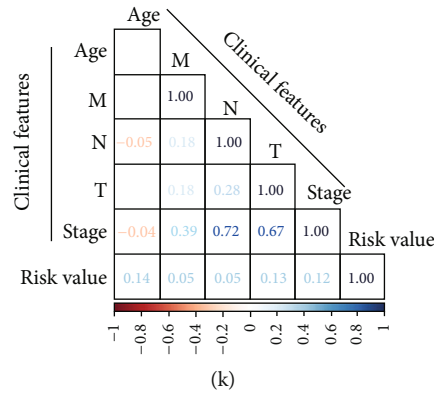 Age
Age
M
M
1.00
N
N
−0.05
0.18
1.00
T
T
0.18
0.28
1.00
Stage
Stage
−0.04
0.39
0.72
0.67
1.00
Risk value
Risk value
0.14
0.05
0.05
0.13
0.12
1.00
Clinical features
Clinical features
−1
−0.8
−0.6
−0.4
−0.2
0
0.2
0.4
0.6
0.8
1
(k)